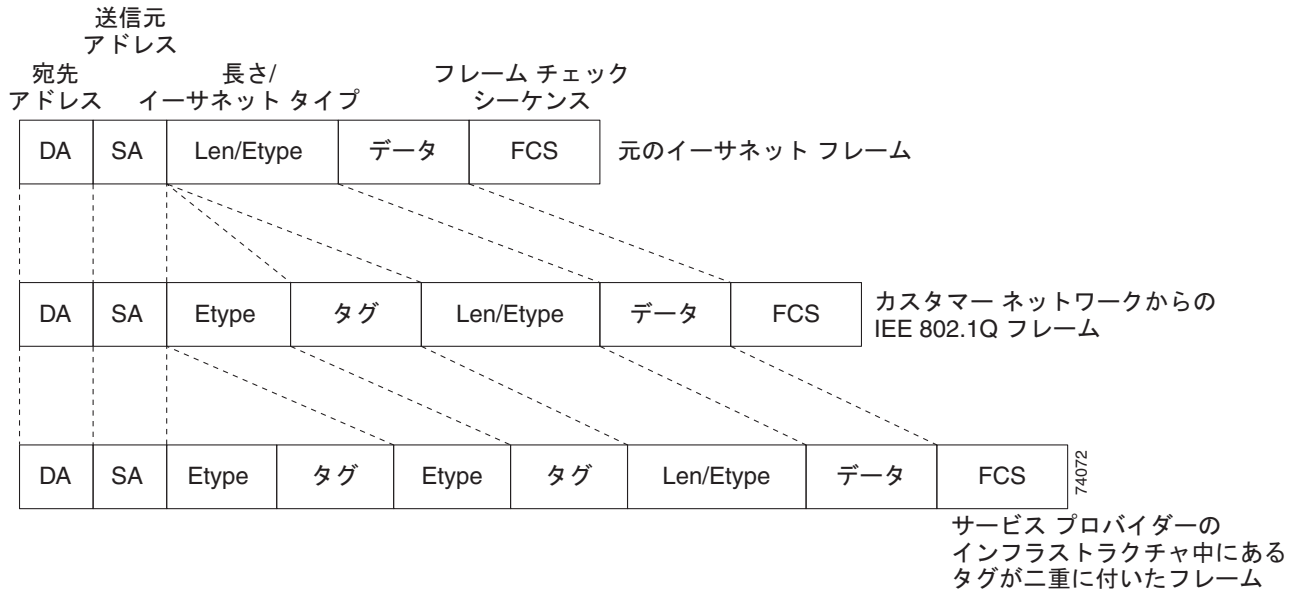 送信元
アドレス
宛先
アドレス
長さ/
イーサネット タイプ
フレーム チェック
シーケンス
DA SA Len/Etype データ FCS 元のイーサネット フレーム
DA SA Etype タグ Len/Etype データ FCS カスタマー ネットワークからの
IEE 802.1Q フレーム
DA SA Etype タグ Etype タグ Len/Etype データ FCS 74072
サービス プロバイダーの
インフラストラクチャ中にある
タグが二重に付いたフレーム